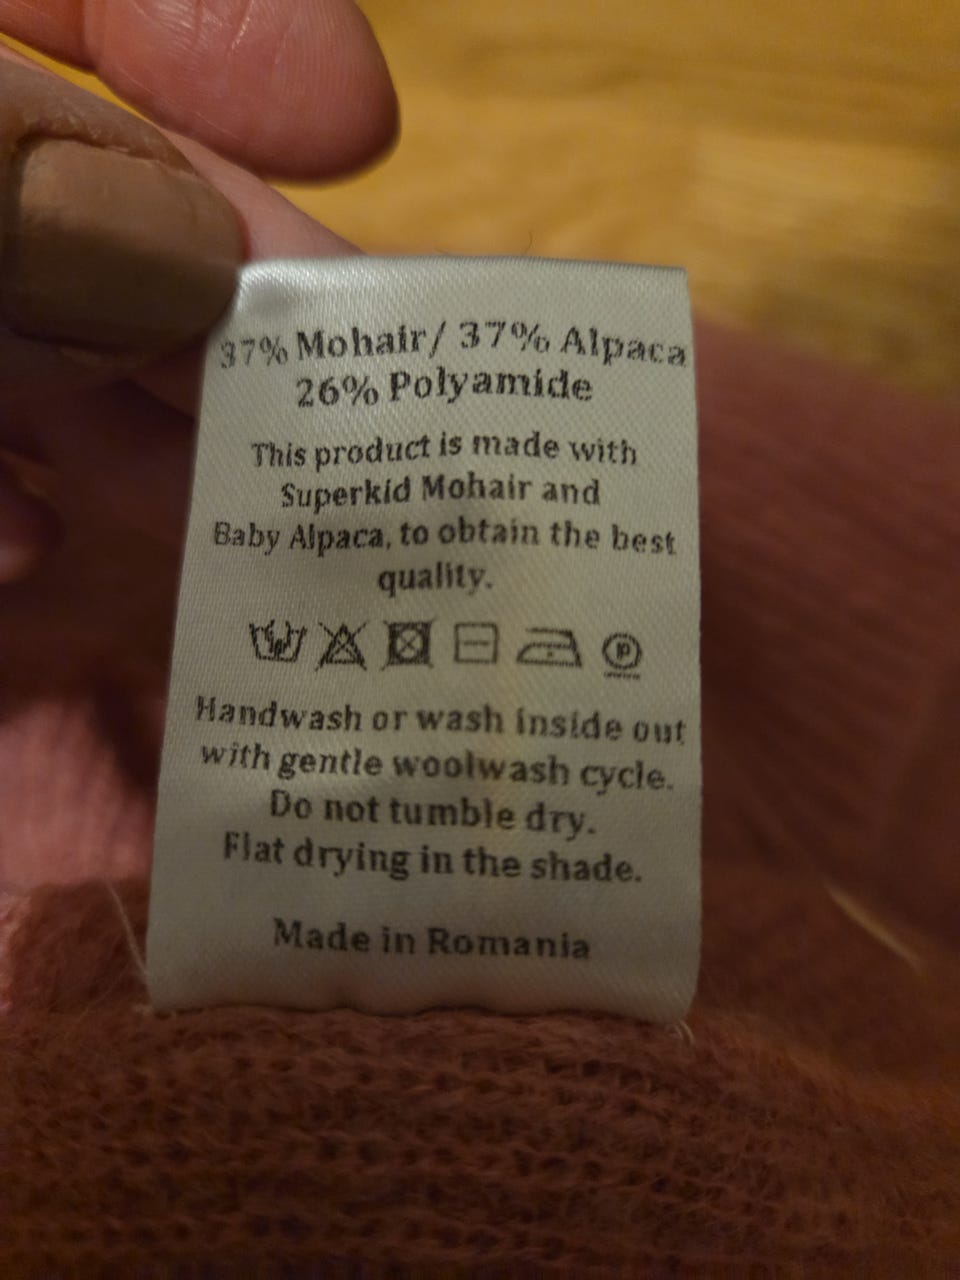 37% Mohair/ 37% Alpaca
26% Polyamide
This product is made with
Superkid Mohair and
Baby Alpaca, to obtain the best
quality.
P
Handwash or wash inside out
with gentle woolwash cycle.
Do not tumble dry.
Flat drying in the shade.
Made in Romania